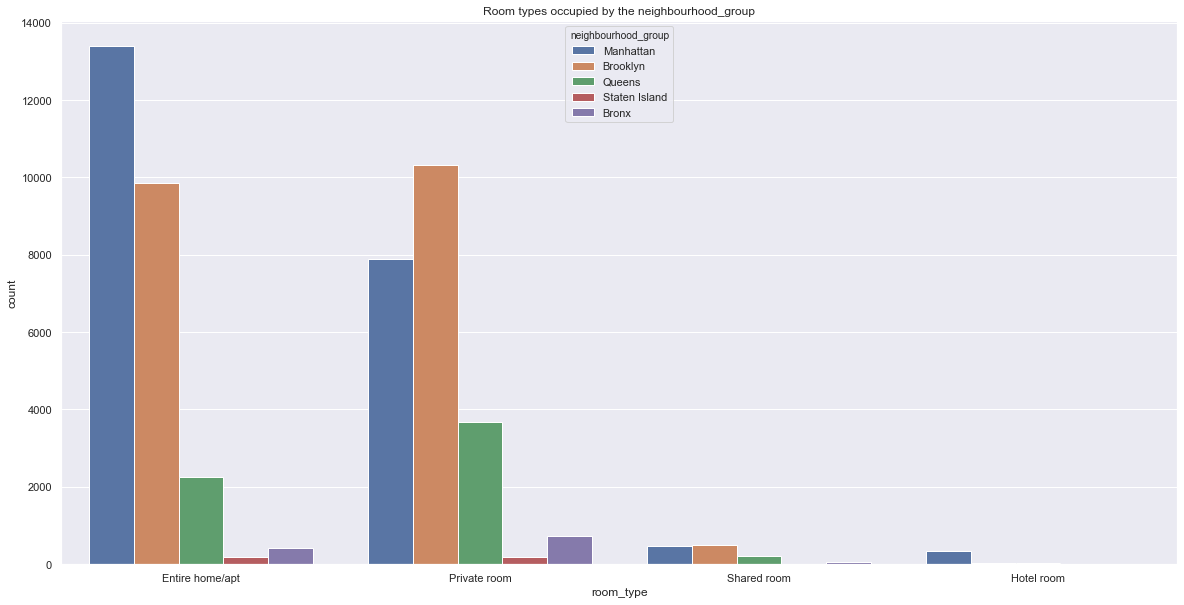 Room types occupied by the neighbourhood_group
neighbourhood_group
Manhattan
Brooklyn
Queens
Staten Island
Bronx
14000
12000
10000
8000
6000
4000
2000
0
count
Entire home/apt
Private room
Shared room
Hotel room
room_type